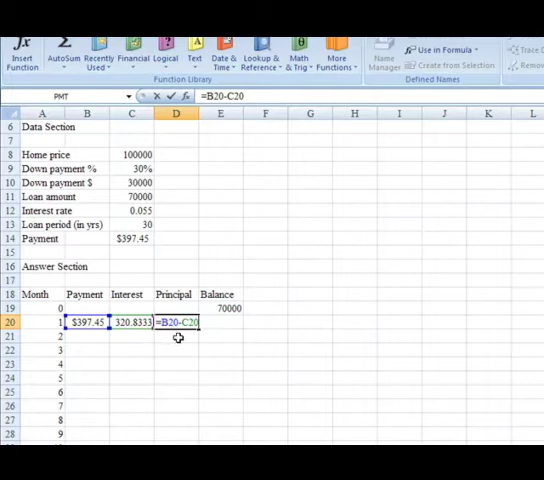 fx Σ
Insert AutoSum Recently Financial Logical Text Date & Lookup & Math More Name Use in Formula Trace
Function Used Time Reference & Trig Functions Manager Create from Selection Remov
Function Library Defined Names
PMT fx =B20-C20
A B C D E F G H I J K L
6 Data Section
7
8 Home price 100000
9 Down payment % 30%
10 Down payment $ 30000
11 Loan amount 70000
12 Interest rate 0.055
13 Loan period (in yrs) 30
14 Payment $397.45
15
16 Answer Section
17
18 Month Payment Interest Principal Balance
19 0 70000
20 1 $397.45 320.8333 =B20-C20
21 2
22 3
23 4
24 5
25 6
26 7
27 8
28 9